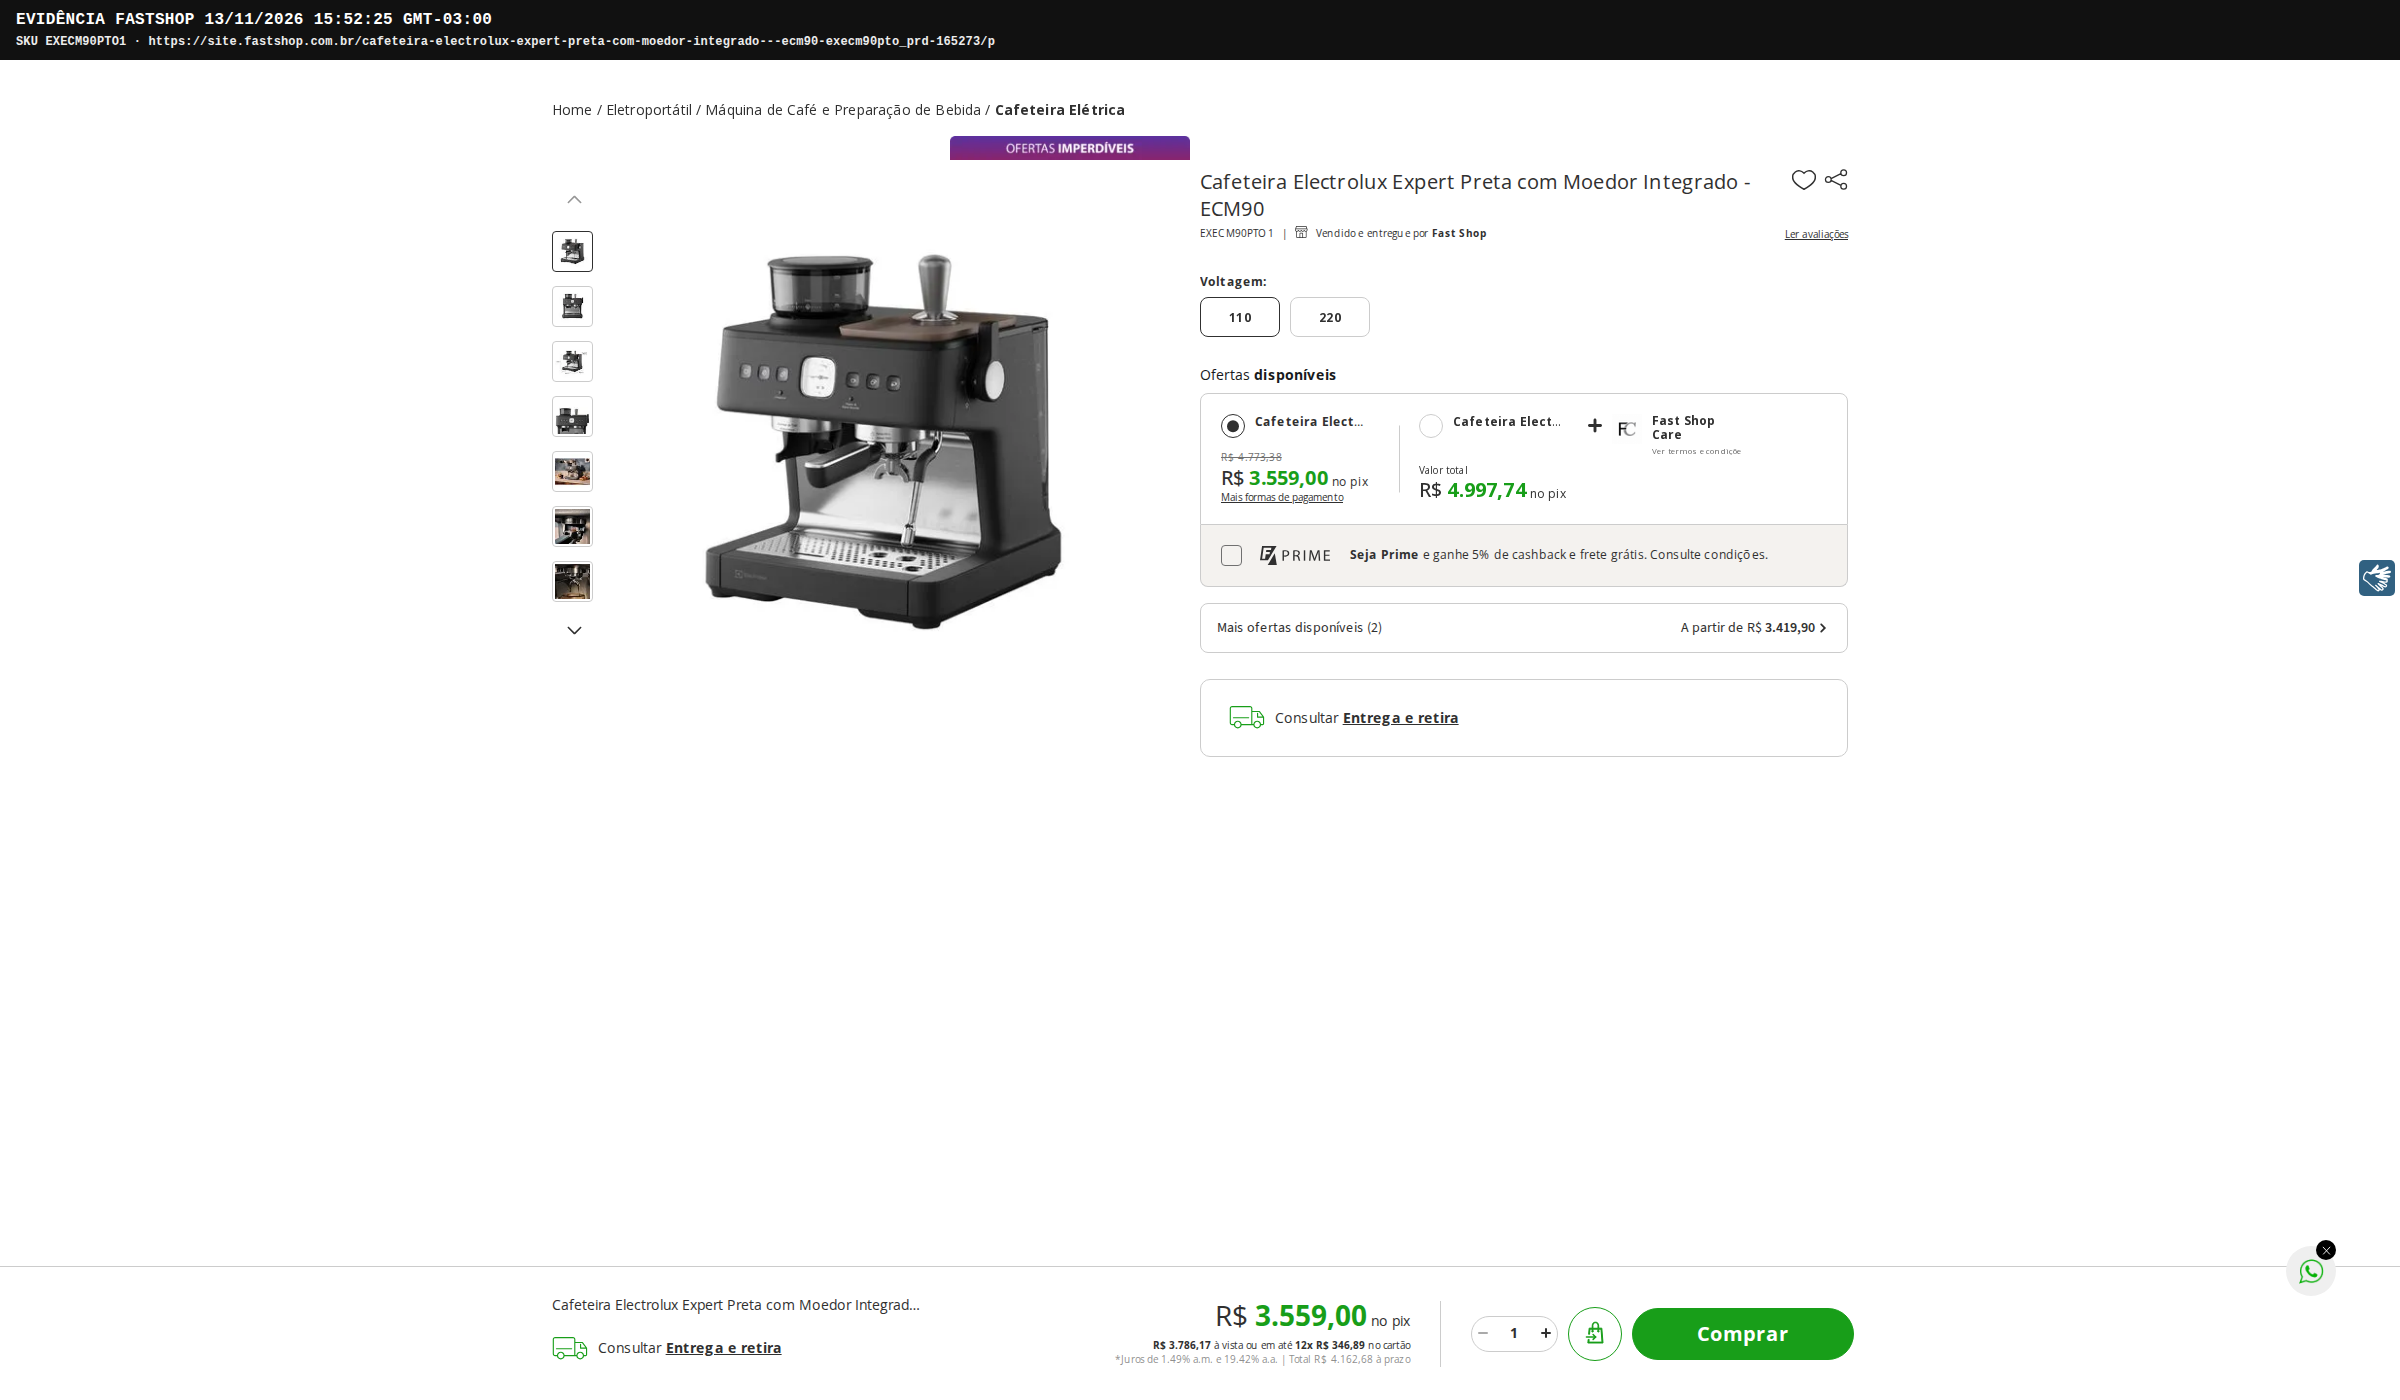 EVIDÊNCIA FASTSHOP 13/11/2026 15:52:25 GMT-03:00
SKU EXECM90PTO1 · https://site.fastshop.com.br/cafeteira-electrolux-expert-preta-com-moedor-integrado---ecm90-execm90pto_prd-165273/p
Home / Eletroportátil / Máquina de Café e Preparação de Bebida / Cafeteira Elétrica
OFERTAS IMPERDÍVEIS
Cafeteira Electrolux Expert Preta com Moedor Integrado -
ECM90
EXECM90PTO1 | Vendido e entregue por Fast Shop
Ler avaliações
Voltagem:
110 220
Ofertas disponíveis
Cafeteira Elect...
R$ 4.773,38
R$ 3.559,00 no pix
Mais formas de pagamento
Cafeteira Elect...
+ FC Fast Shop
Care
Ver termos e condiçõe
Valor total
R$ 4.997,74 no pix
PRIME Seja Prime e ganhe 5% de cashback e frete grátis. Consulte condições.
Mais ofertas disponíveis (2) A partir de R$ 3.419,90
Consultar Entrega e retira
Cafeteira Electrolux Expert Preta com Moedor Integrad...
Consultar Entrega e retira
R$ 3.559,00 no pix
R$ 3.786,17 à vista ou em até 12x R$ 346,89 no cartão
*Juros de 1.49% a.m. e 19.42% a.a. | Total R$ 4.162,68 à prazo
− 1 +
Comprar